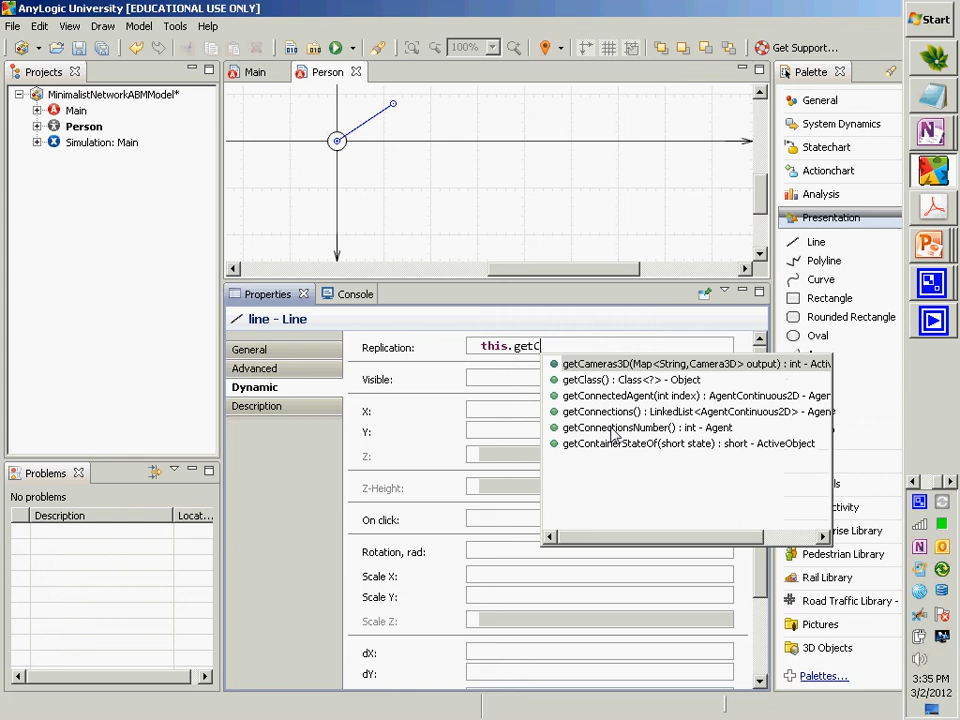 AnyLogic University [EDUCATIONAL USE ONLY]
File Edit View Draw Model Tools Help
100% Get Support...
Start
Projects
Main Person
Palette
MinimalistNetworkABMModel*
Main
Person
Simulation: Main
General
System Dynamics
Statechart
Actionchart
Analysis
Presentation
Line
Polyline
Curve
Rectangle
Rounded Rectangle
Oval
Properties Console
line - Line
General
Advanced
Dynamic
Description
Replication: this.getC
Visible:
X:
Y:
Z:
Z-Height:
On click:
Rotation, rad:
Scale X:
Scale Y:
Scale Z:
dX:
dY:
getCameras3D(Map<String,Camera3D> output) : int - Activ
getClass() : Class<?> - Object
getConnectedAgent(int index) : AgentContinuous2D - Agen
getConnections() : LinkedList<AgentContinuous2D> - Agen
getConnectionsNumber() : int - Agent
getContainerStateOf(short state) : short - ActiveObject
Pedestrian Library
Rail Library
Road Traffic Library -
Pictures
3D Objects
Palettes...
Problems
No problems
Description Locat...
3:35 PM
3/2/2012